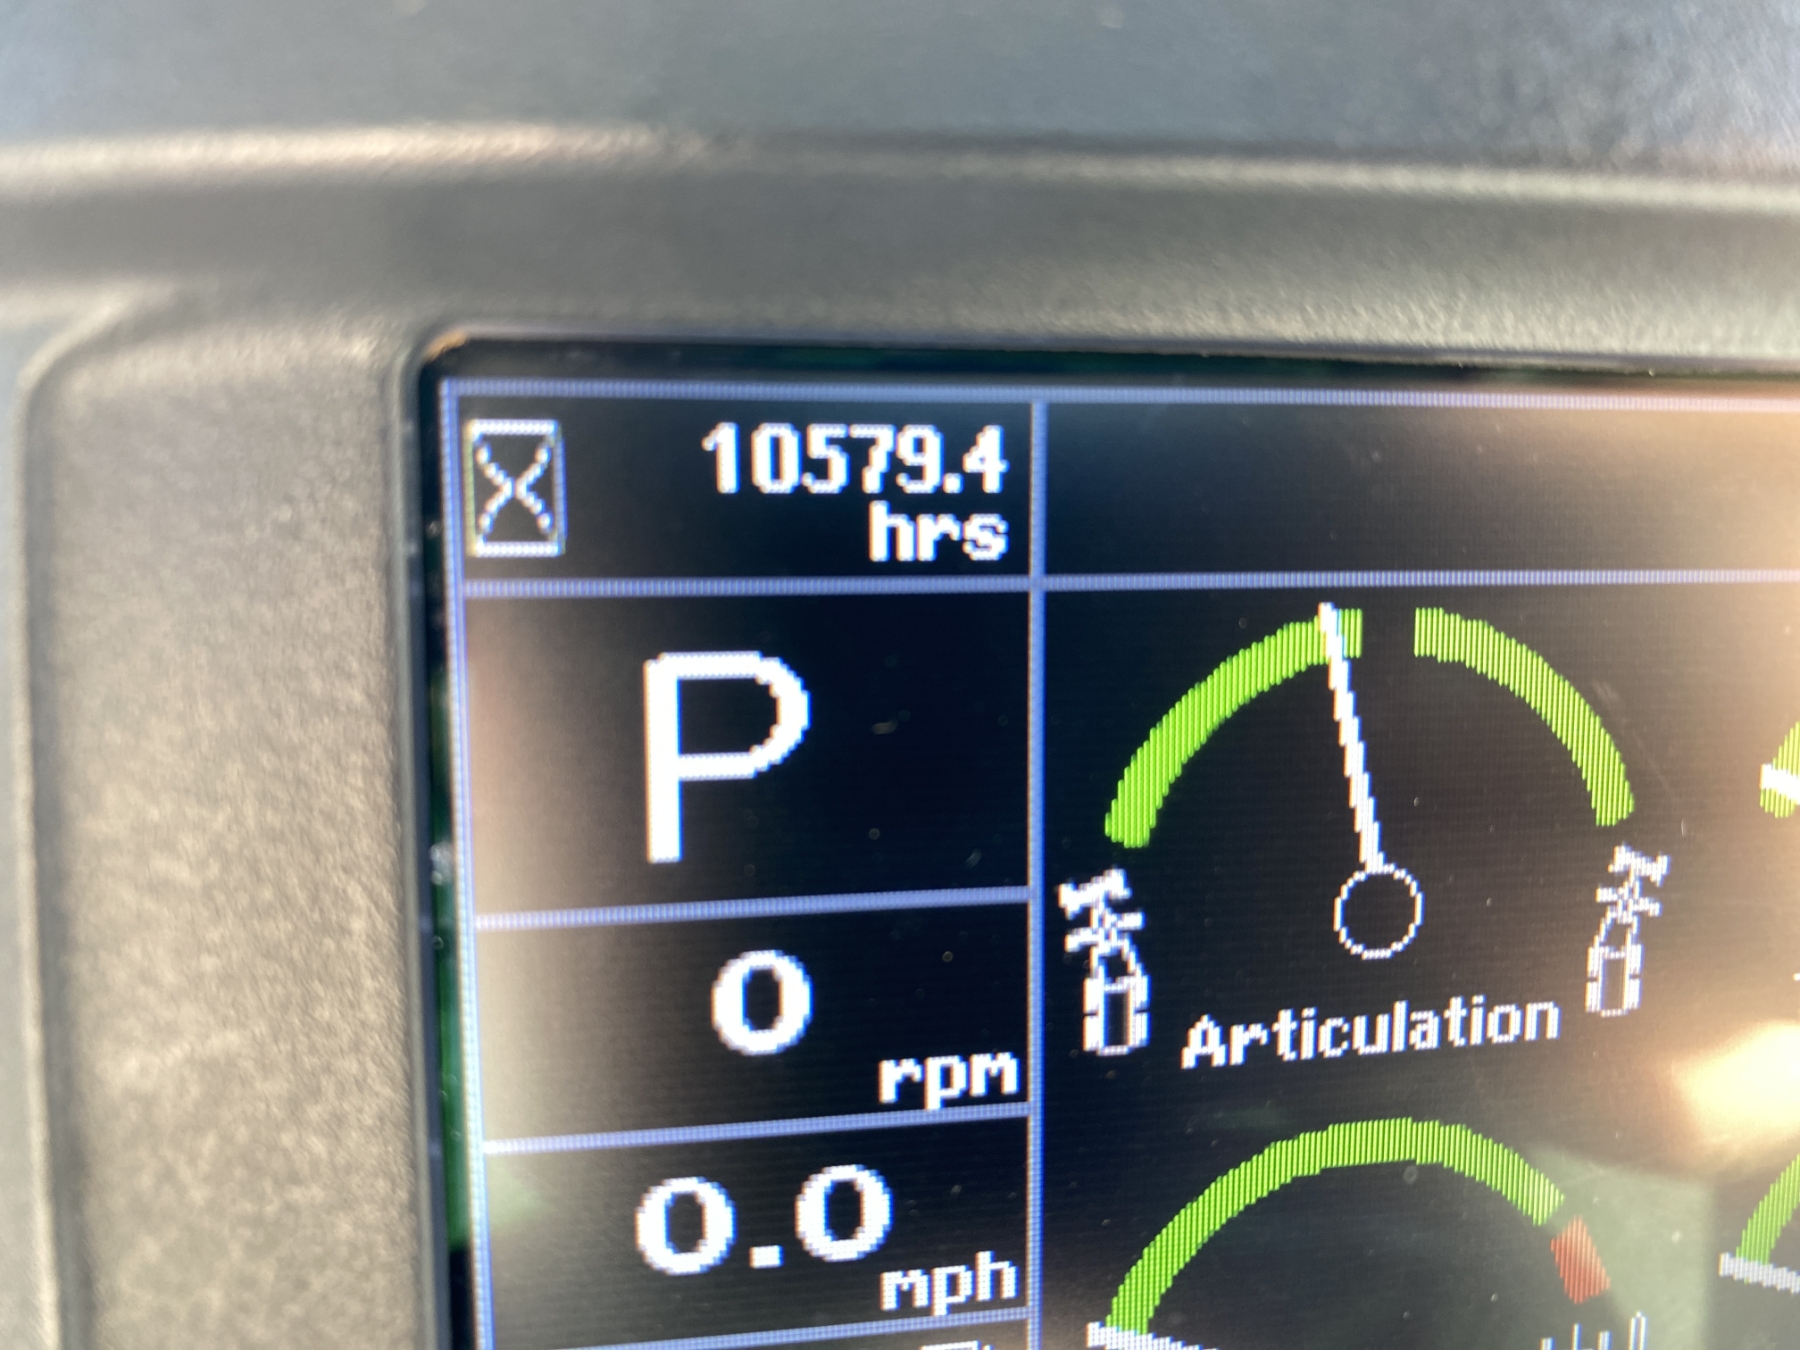 10579.4
hrs
P
0
rpm
0.0
mph
Articulation